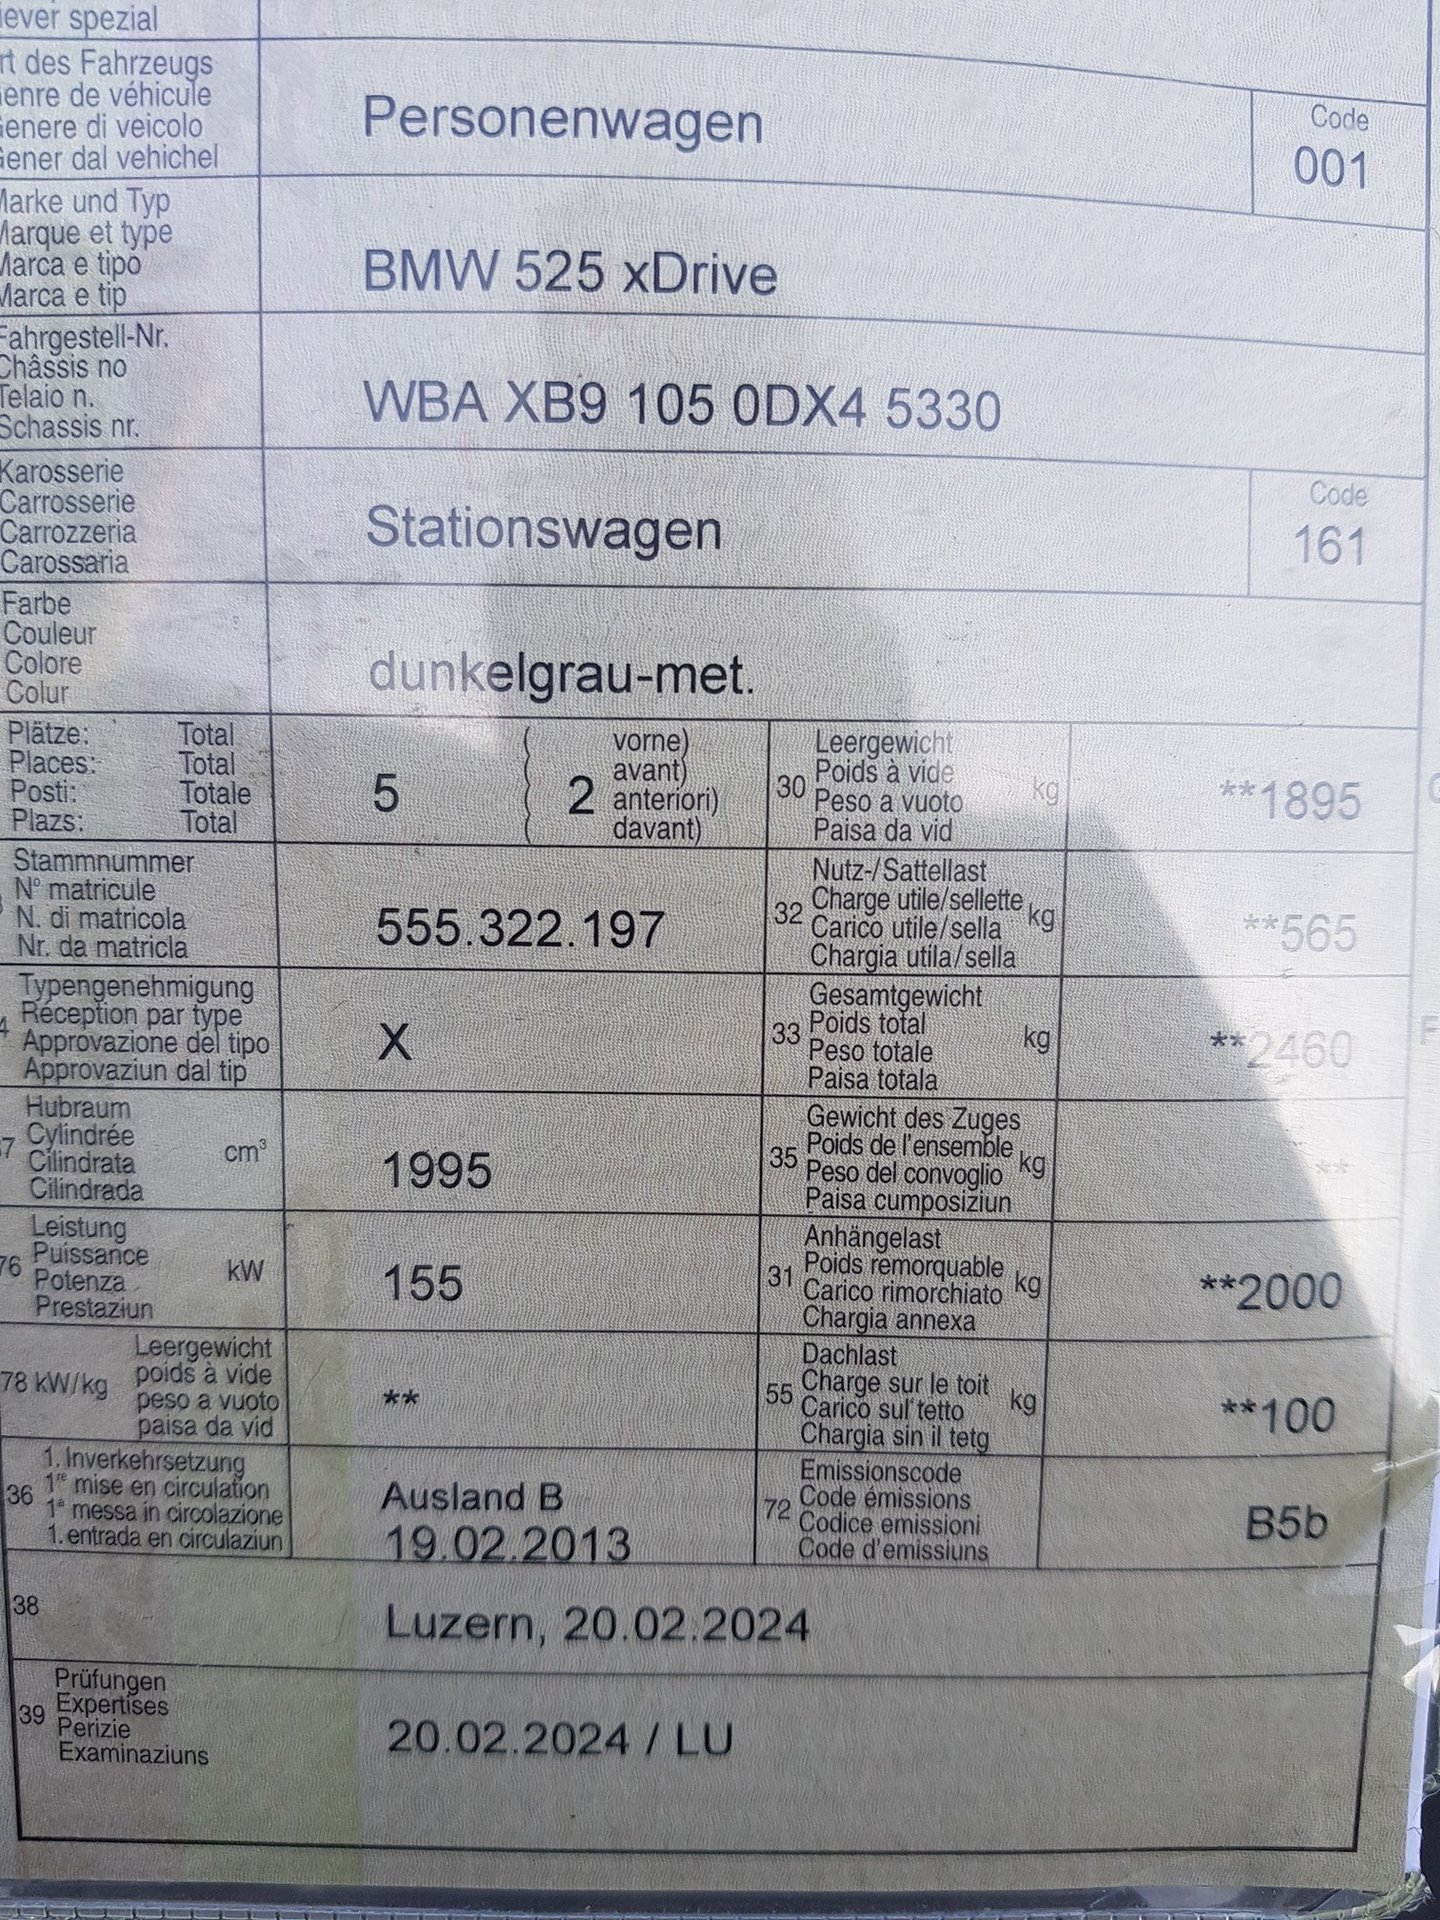 spezial
des Fahrzeugs
de véhicule
di veicolo
dal vehichel
Personenwagen
Code
001
Marke und Typ
Marque et type
Marca e tipo
Marca e tip
BMW 525 xDrive
Fahrgestell-Nr.
Châssis no
Telaio n.
Schassis nr.
WBA XB9 105 0DX4 5330
Karosserie
Carrosserie
Carrozzeria
Carossaria
Stationswagen
Code
161
Farbe
Couleur
Colore
Colur
dunkelgrau-met.
Plätze: Total
Places: Total
Posti: Totale
Plazs: Total
5
( 2 vorne)
( avant)
( anteriori)
( davant)
30 Leergewicht
Poids à vide kg
Peso a vuoto
Paisa da vid
**1895
Stammnummer
N° matricule
N. di matricola
Nr. da matricla
555.322.197
32 Nutz-/Sattellast
Charge utile/sellette kg
Carico utile/sella
Chargia utila/sella
**565
Typengenehmigung
Réception par type
Approvazione del tipo
Approvaziun dal tip
X
33 Gesamtgewicht
Poids total kg
Peso totale
Paisa totala
**2460
Hubraum
Cylindrée cm³
Cilindrata
Cilindrada
1995
35 Gewicht des Zuges
Poids de l'ensemble kg
Peso del convoglio
Paisa cumposiziun
**
76 Leistung
Puissance kW
Potenza
Prestaziun
155
31 Anhängelast
Poids remorquable kg
Carico rimorchiato
Chargia annexa
**2000
78 kW/kg Leergewicht
poids à vide
peso a vuoto
paisa da vid
**
55 Dachlast
Charge sur le toit kg
Carico sul tetto
Chargia sin il tetg
**100
36 1. Inverkehrsetzung
1re mise en circulation
1a messa in circolazione
1. entrada en circulaziun
Ausland B
19.02.2013
72 Emissionscode
Code émissions
Codice emissioni
Code d'emissiuns
B5b
38
Luzern, 20.02.2024
39 Prüfungen
Expertises
Perizie
Examinaziuns
20.02.2024 / LU